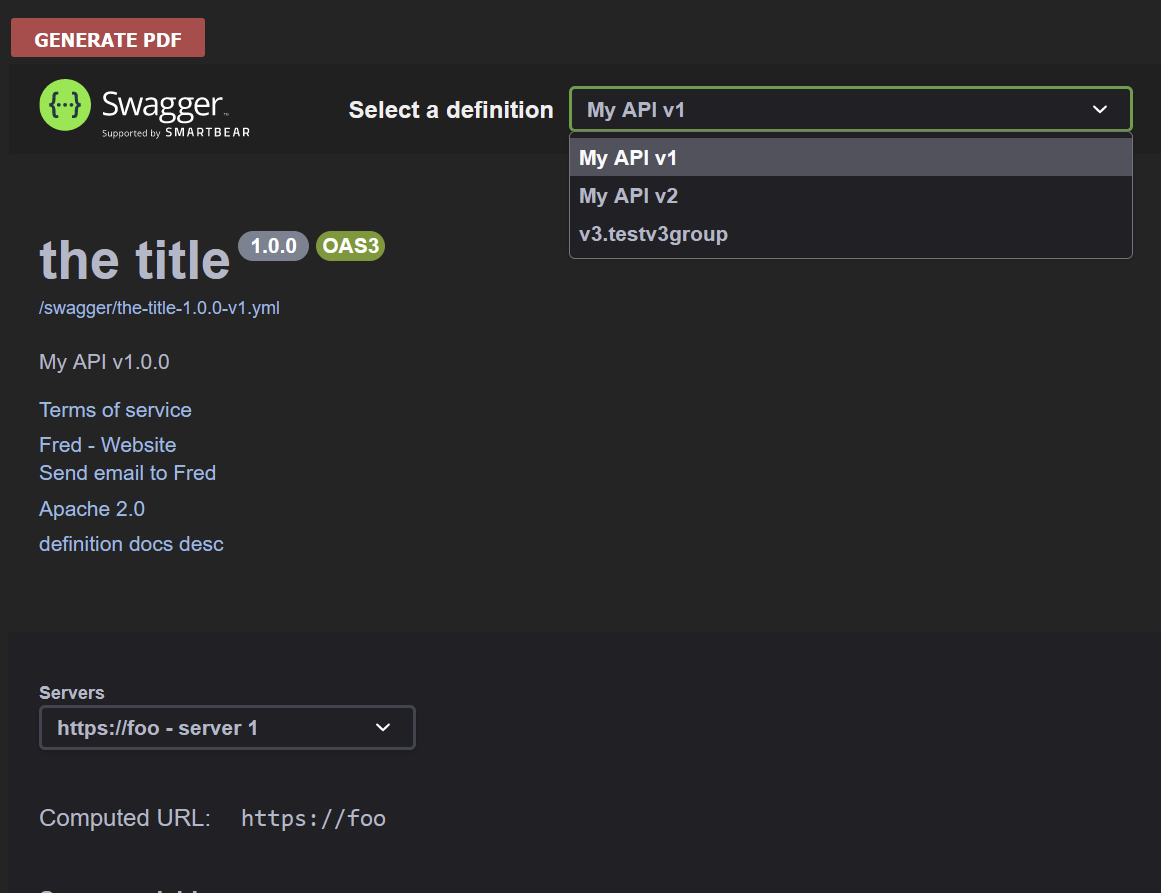 GENERATE PDF
Swagger™
Supported by SMARTBEAR
Select a definition
My API v1
My API v1
My API v2
v3.testv3group
the title 1.0.0 OAS3
/swagger/the-title-1.0.0-v1.yml
My API v1.0.0
Terms of service
Fred - Website
Send email to Fred
Apache 2.0
definition docs desc
Servers
https://foo - server 1
Computed URL: https://foo